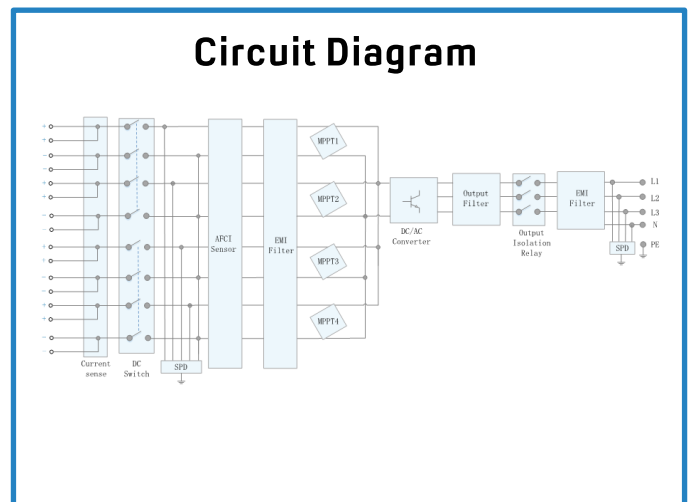 Circuit Diagram
+
+
-
-
+
+
-
-
+
+
-
-
+
+
-
-
Current
sense
DC
Switch
SPD
AFCI
Sensor
EMI
Filter
MPPT1
MPPT2
MPPT3
MPPT4
DC/AC
Converter
Output
Filter
Output
Isolation
Relay
EMI
Filter
L1
L2
L3
N
PE
SPD